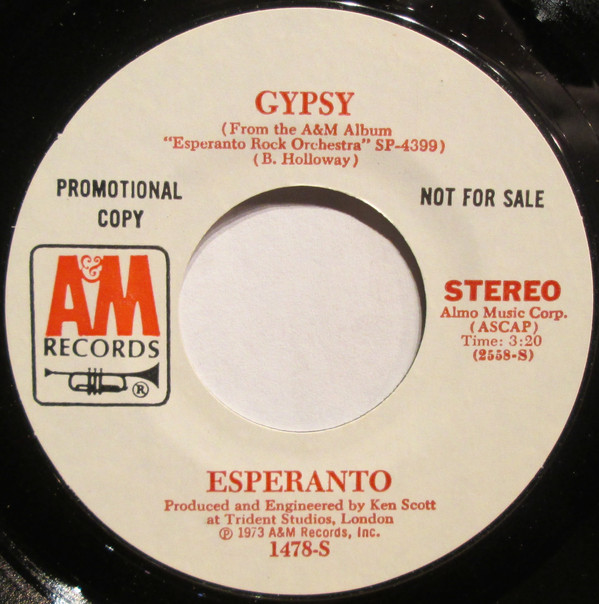 GYPSY
(From the A&M Album
"Esperanto Rock Orchestra" SP-4399)
(B. Holloway)
PROMOTIONAL
COPY
NOT FOR SALE
A&M
RECORDS
®
STEREO
Almo Music Corp.
(ASCAP)
Time: 3:20
(2558-S)
ESPERANTO
Produced and Engineered by Ken Scott
at Trident Studios, London
℗ 1973 A&M Records, Inc.
1478-S